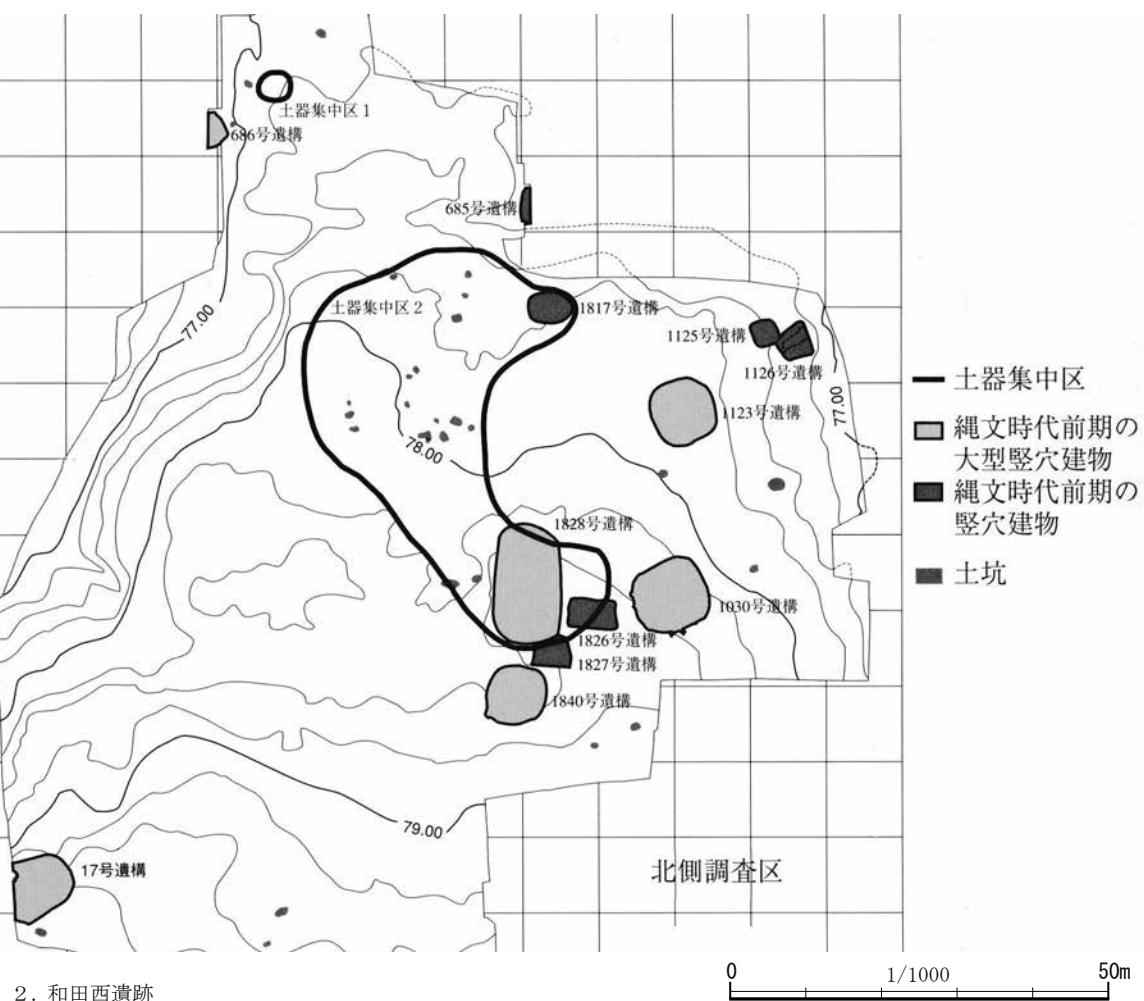 土器集中区1
686号遺構
685号遺構
77.00
土器集中区2
1817号遺構
1125号遺構
1126号遺構
77.00
1123号遺構
78.00
1828号遺構
1030号遺構
1826号遺構
1827号遺構
1840号遺構
79.00
17号遺構
北側調査区
土器集中区
縄文時代前期の
大型竪穴建物
縄文時代前期の
竪穴建物
土坑
0 1/1000 50m
2. 和田西遺跡